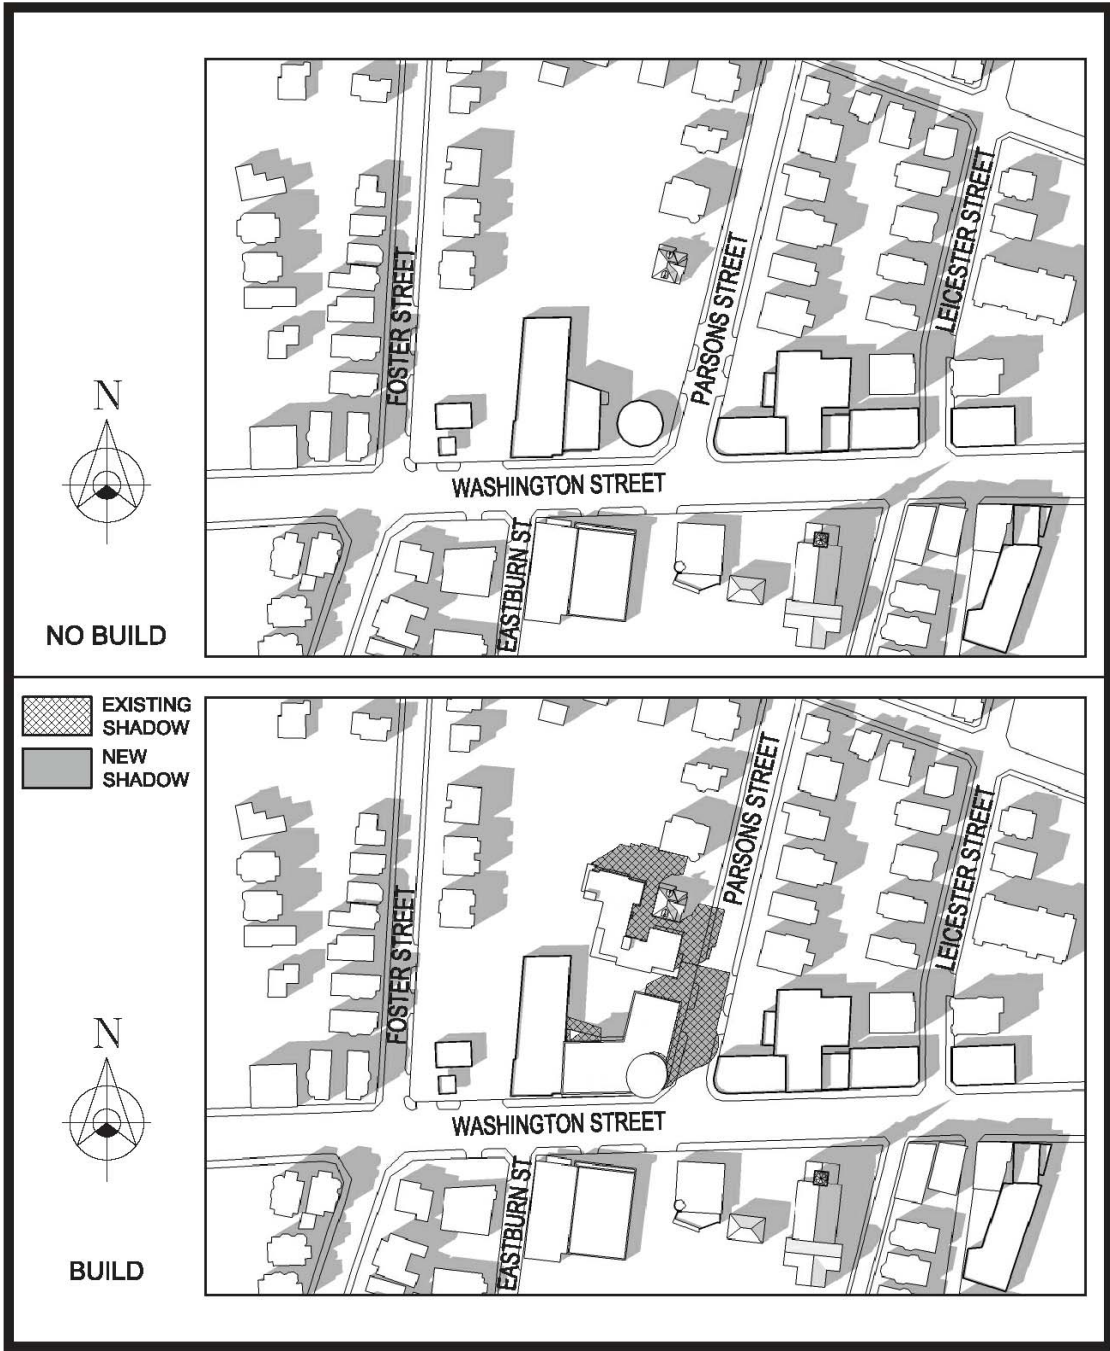 FOSTER STREET
PARSONS STREET
LEICESTER STREET
N
WASHINGTON STREET
EASTBURN ST
NO BUILD
EXISTING
SHADOW
NEW
SHADOW
PARSONS STREET
LEICESTER STREET
FOSTER STREET
N
WASHINGTON STREET
EASTBURN ST
BUILD